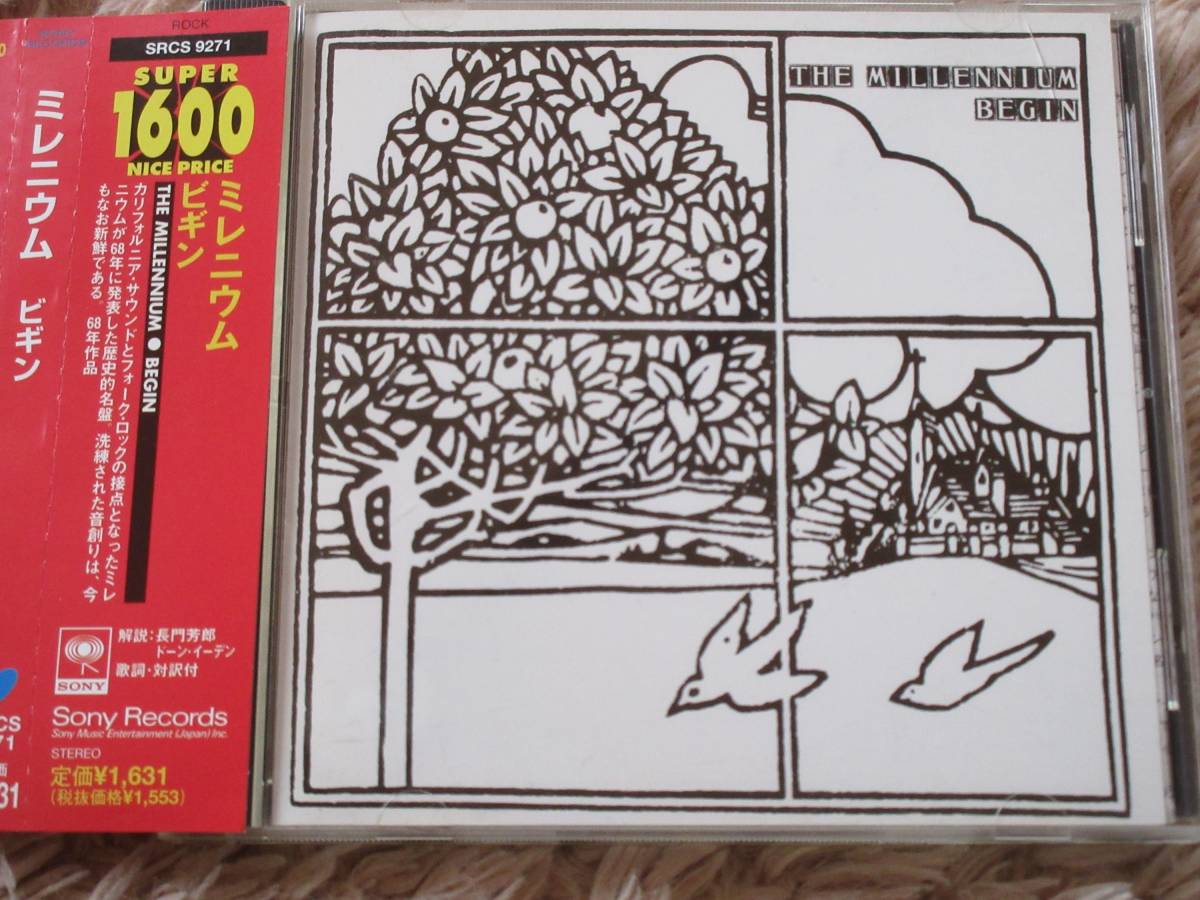 ミレニウム ビギン
CS
71
価
31
ROCK
SRCS 9271
SUPER
1600
NICE PRICE
ミレニウム
ビギン
THE MILLENNIUM ● BEGIN
カリフォルニア・サウンドとフォーク・ロックの接点となったミレ
ニウムが68年に発表した歴史的名盤。洗練された音創りは、今
もなお新鮮である。 68年作品
解説:長門芳郎
ドーン・イーデン
歌詞・対訳付
SONY
Sony Records
Sony Music Entertainment (Japan) Inc.
STEREO
定価¥1,631
(税抜価格¥1,553)
THE MILLENNIUM
BEGIN